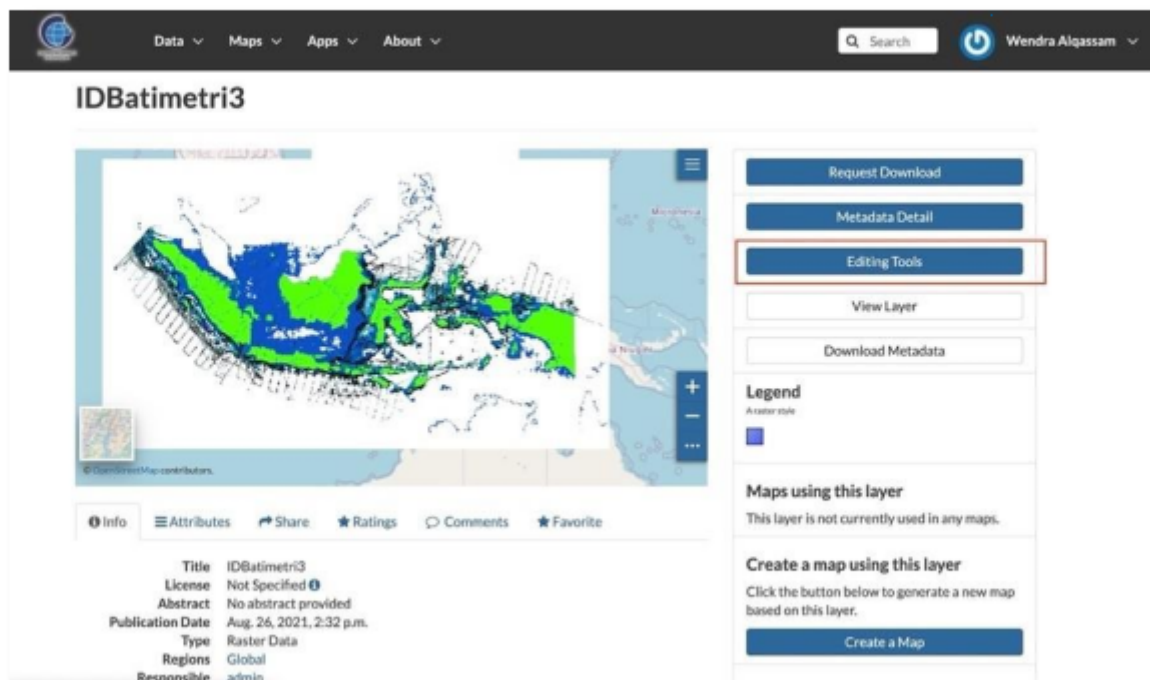 Data Maps Apps About Search Wendra Alqassam
IDBatimetri3
Request Download
Metadata Detail
Editing Tools
View Layer
Download Metadata
Legend
A raster style
Micronesia
© OpenStreetMap contributors.
Maps using this layer
This layer is not currently used in any maps.
Create a map using this layer
Click the button below to generate a new map
based on this layer.
Create a Map
Info Attributes Share Ratings Comments Favorite
Title IDBatimetri3
License Not Specified
Abstract No abstract provided
Publication Date Aug. 26, 2021, 2:32 p.m.
Type Raster Data
Regions Global
Responsible admin